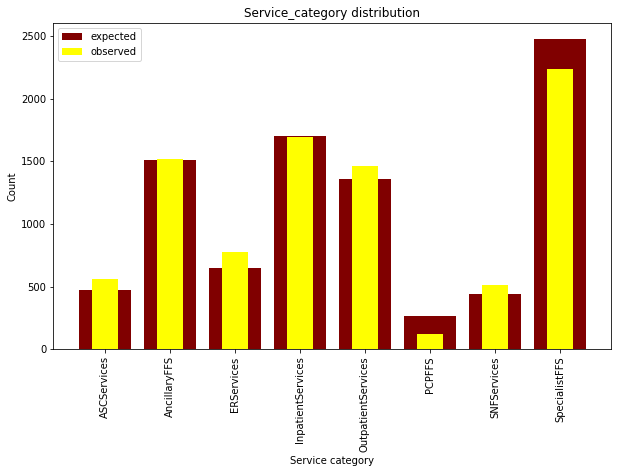 Service_category distribution
expected
observed
2500
2000
1500
1000
500
0
Count
ASCServices
AncillaryFFS
ERServices
InpatientServices
OutpatientServices
PCPFFS
SNFServices
SpecialistFFS
Service category